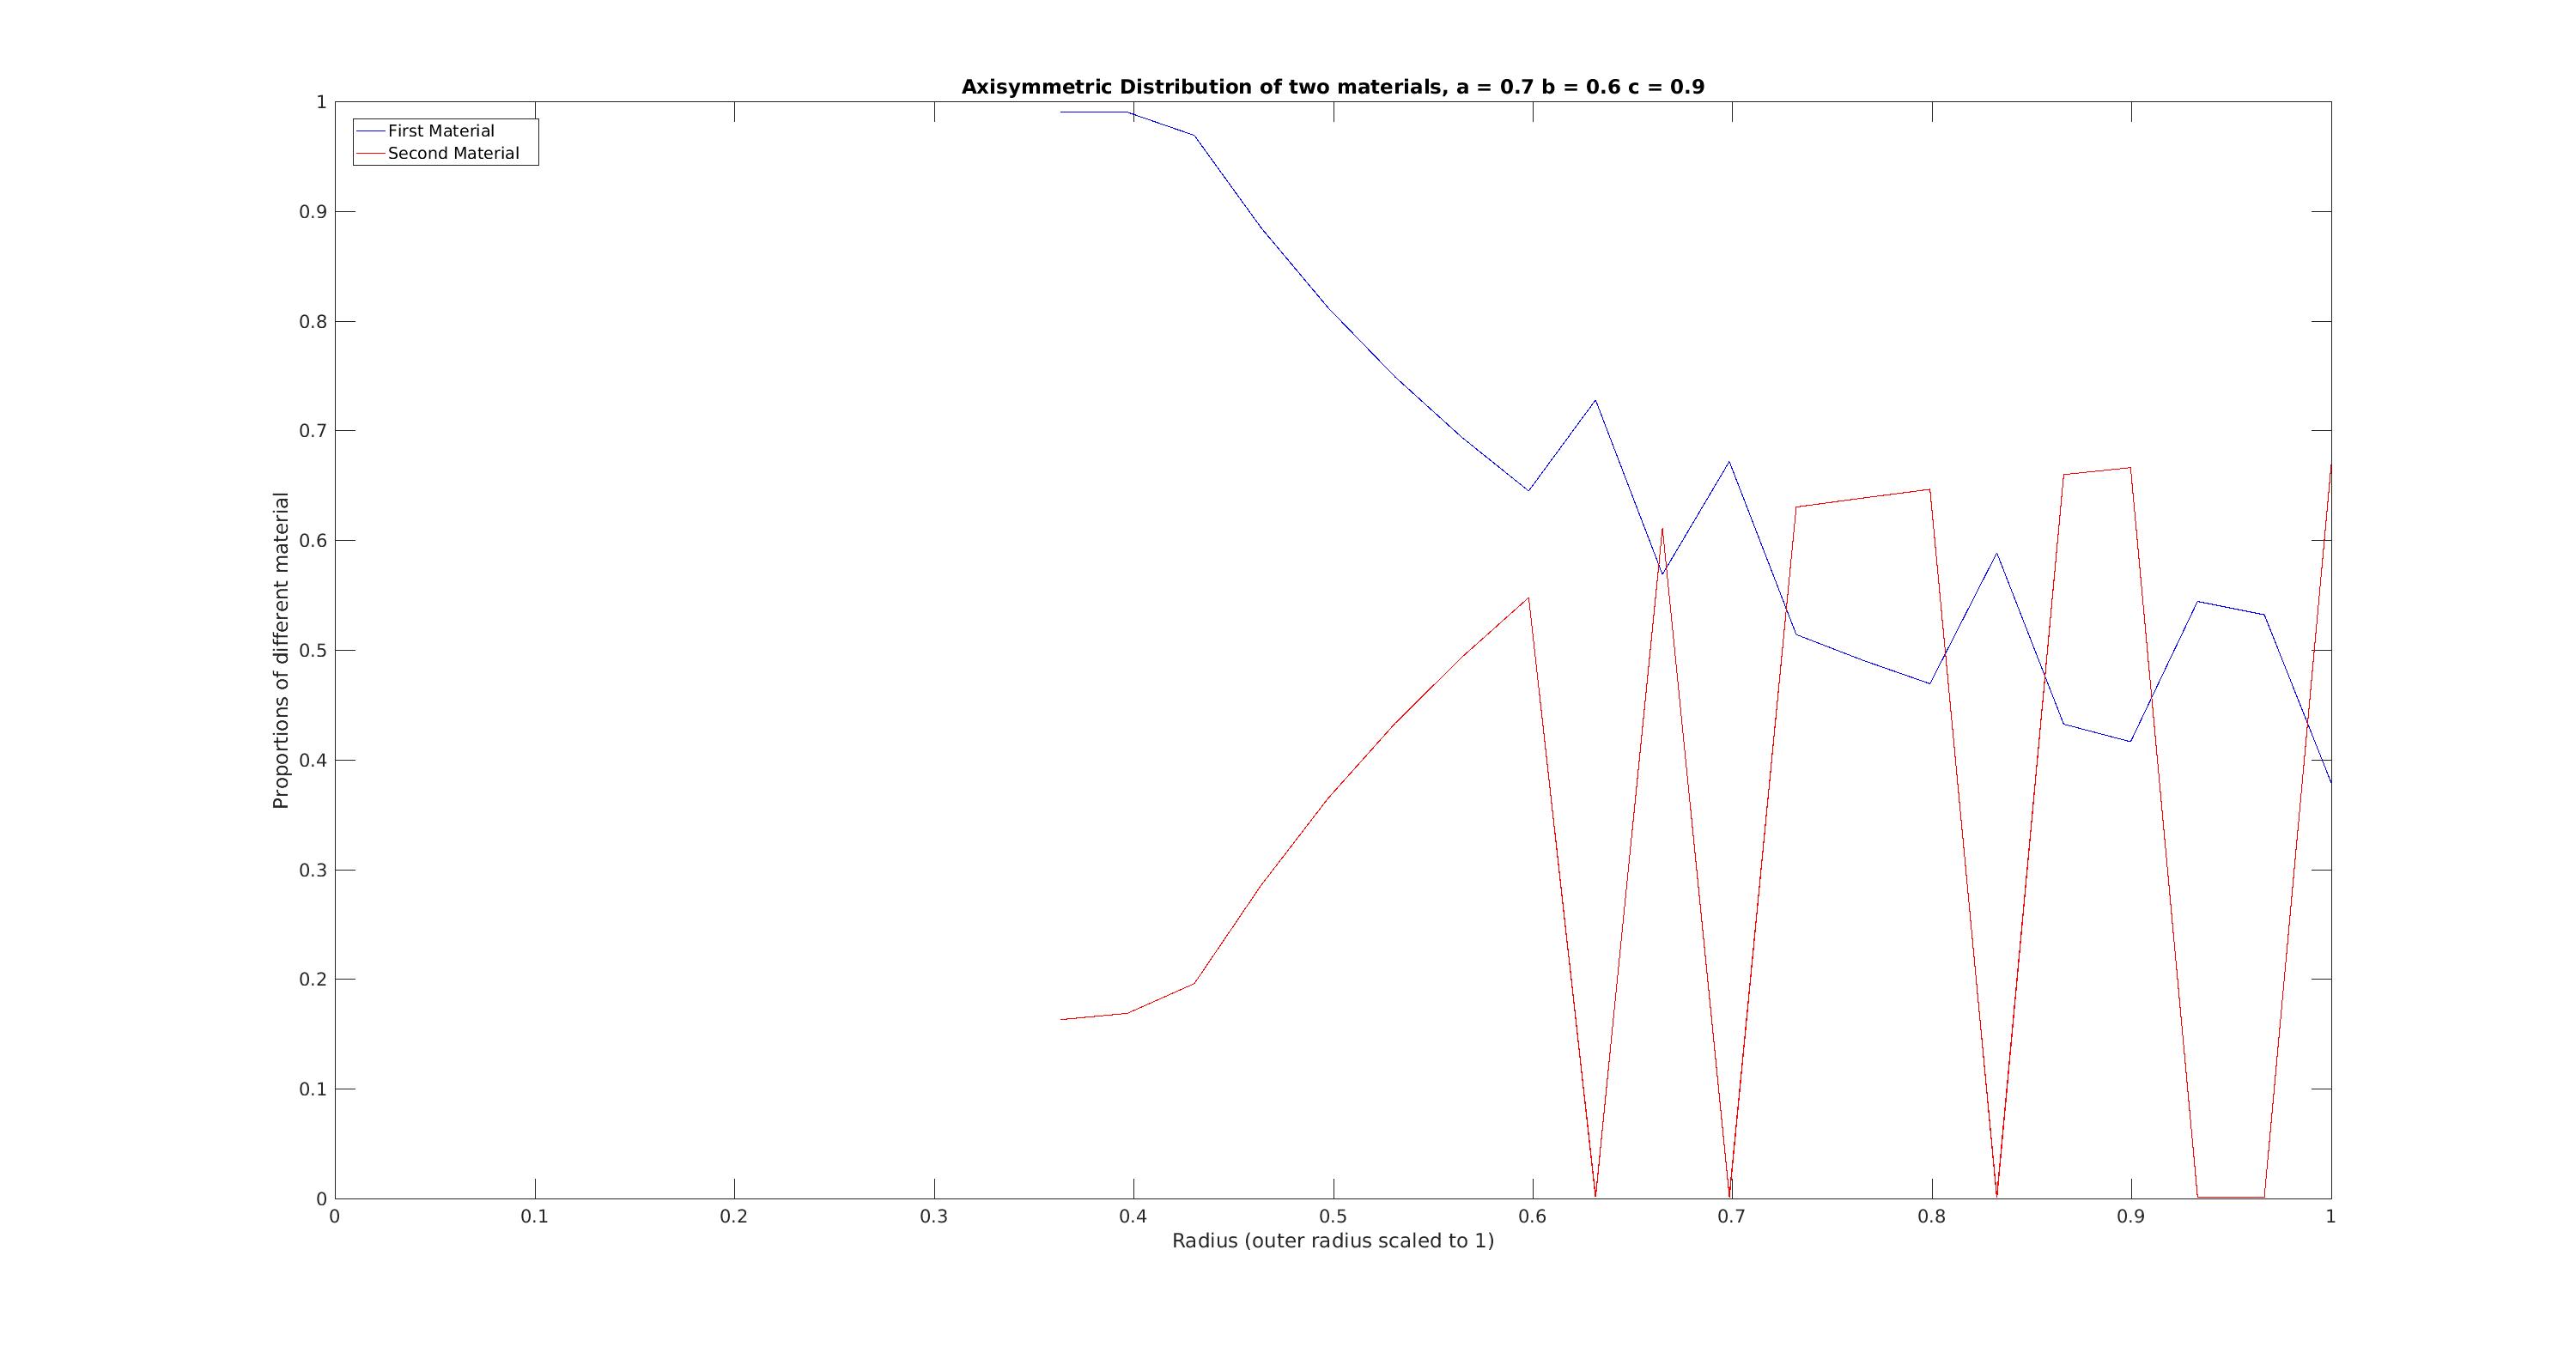 Axisymmetric Distribution of two materials, a = 0.7 b = 0.6 c = 0.9
First Material
Second Material
1
0.9
0.8
0.7
0.6
0.5
0.4
0.3
0.2
0.1
0
Proportions of different material
0 0.1 0.2 0.3 0.4 0.5 0.6 0.7 0.8 0.9 1
Radius (outer radius scaled to 1)